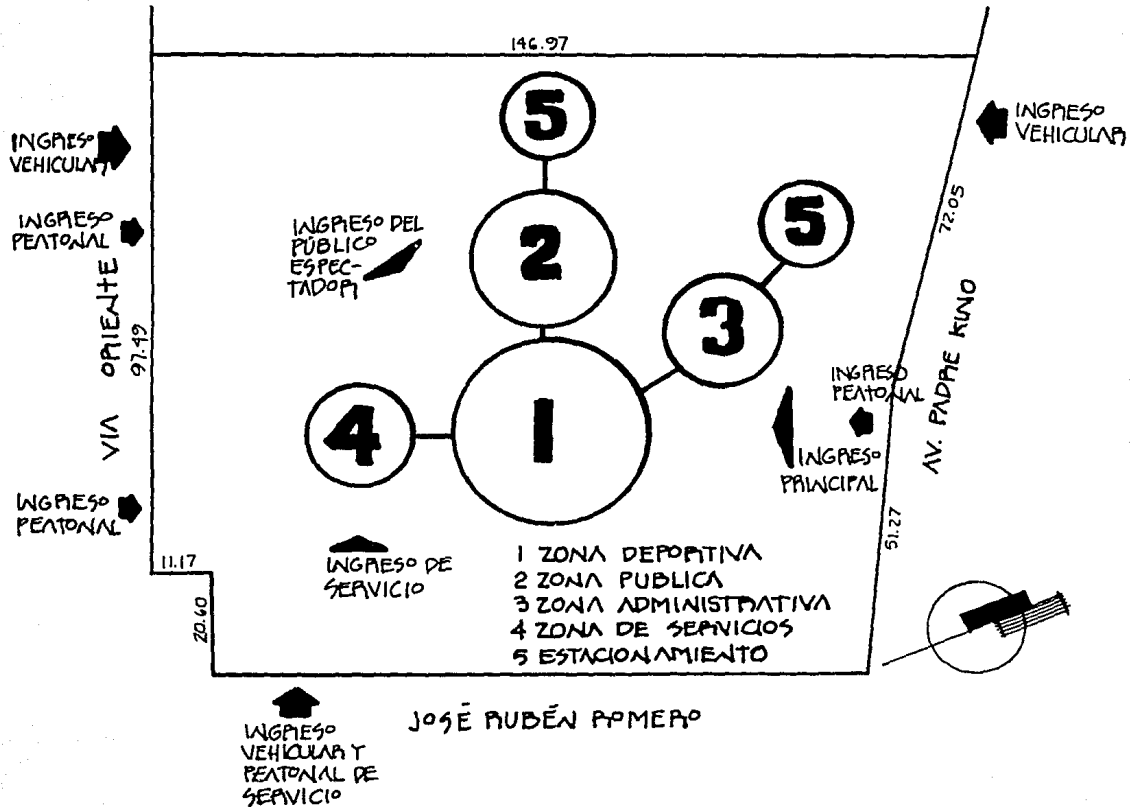 146.97
5
INGRESO
VEHICULAR
INGRESO
VEHICULAR
INGRESO
PEATONAL
INGRESO DEL
PÚBLICO
ESPEC-
TADOR
2
5
72.05
3
VIA ORIENTE
97.49
AV. PADRE KINO
INGRESO
PEATONAL
4
1
INGRESO
PRINCIPAL
INGRESO
PEATONAL
51.27
11.17
20.60
INGRESO DE
SERVICIO
1 ZONA DEPORTIVA
2 ZONA PUBLICA
3 ZONA ADMINISTRATIVA
4 ZONA DE SERVICIOS
5 ESTACIONAMIENTO
JOSÉ RUBÉN ROMERO
INGRESO
VEHICULAR Y
PEATONAL DE
SERVICIO